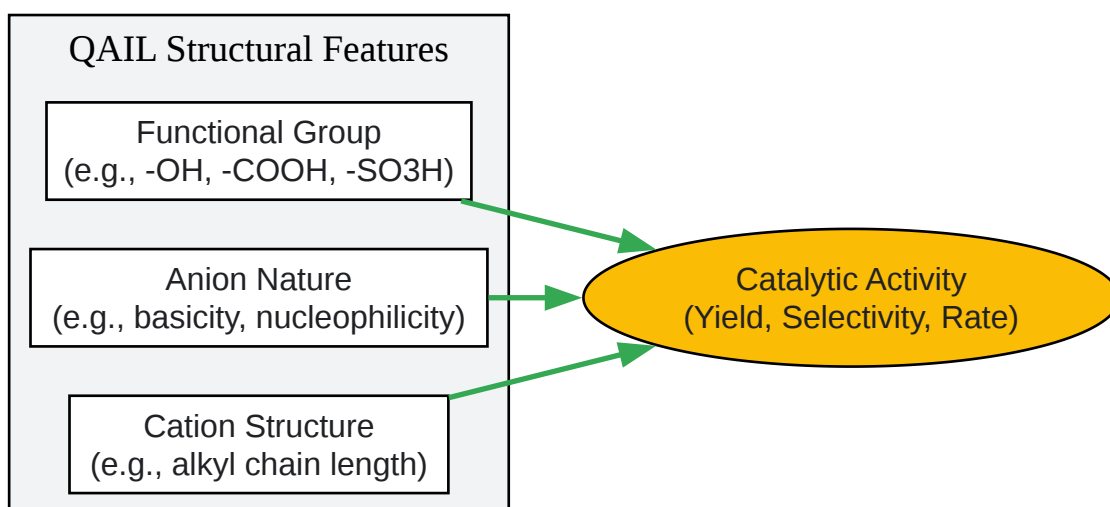 QAIL Structural Features
Functional Group
(e.g., -OH, -COOH, -SO3H)
Anion Nature
(e.g., basicity, nucleophilicity)
Cation Structure
(e.g., alkyl chain length)
Catalytic Activity
(Yield, Selectivity, Rate)